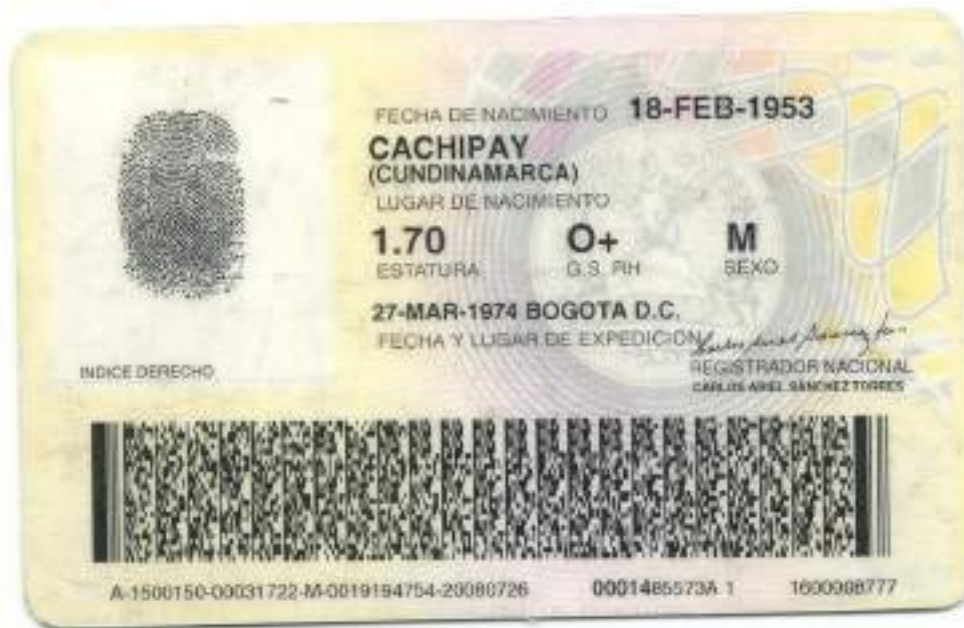 FECHA DE NACIMIENTO 18-FEB-1953
CACHIPAY
(CUNDINAMARCA)
LUGAR DE NACIMIENTO
1.70 O+ M
ESTATURA G.S. RH SEXO
27-MAR-1974 BOGOTA D.C.
FECHA Y LUGAR DE EXPEDICION
REGISTRADOR NACIONAL
CARLOS ARIEL SANCHEZ TORRES
INDICE DERECHO
A-1500150-00031722-M-0019194754-20080726 0001485573A 1